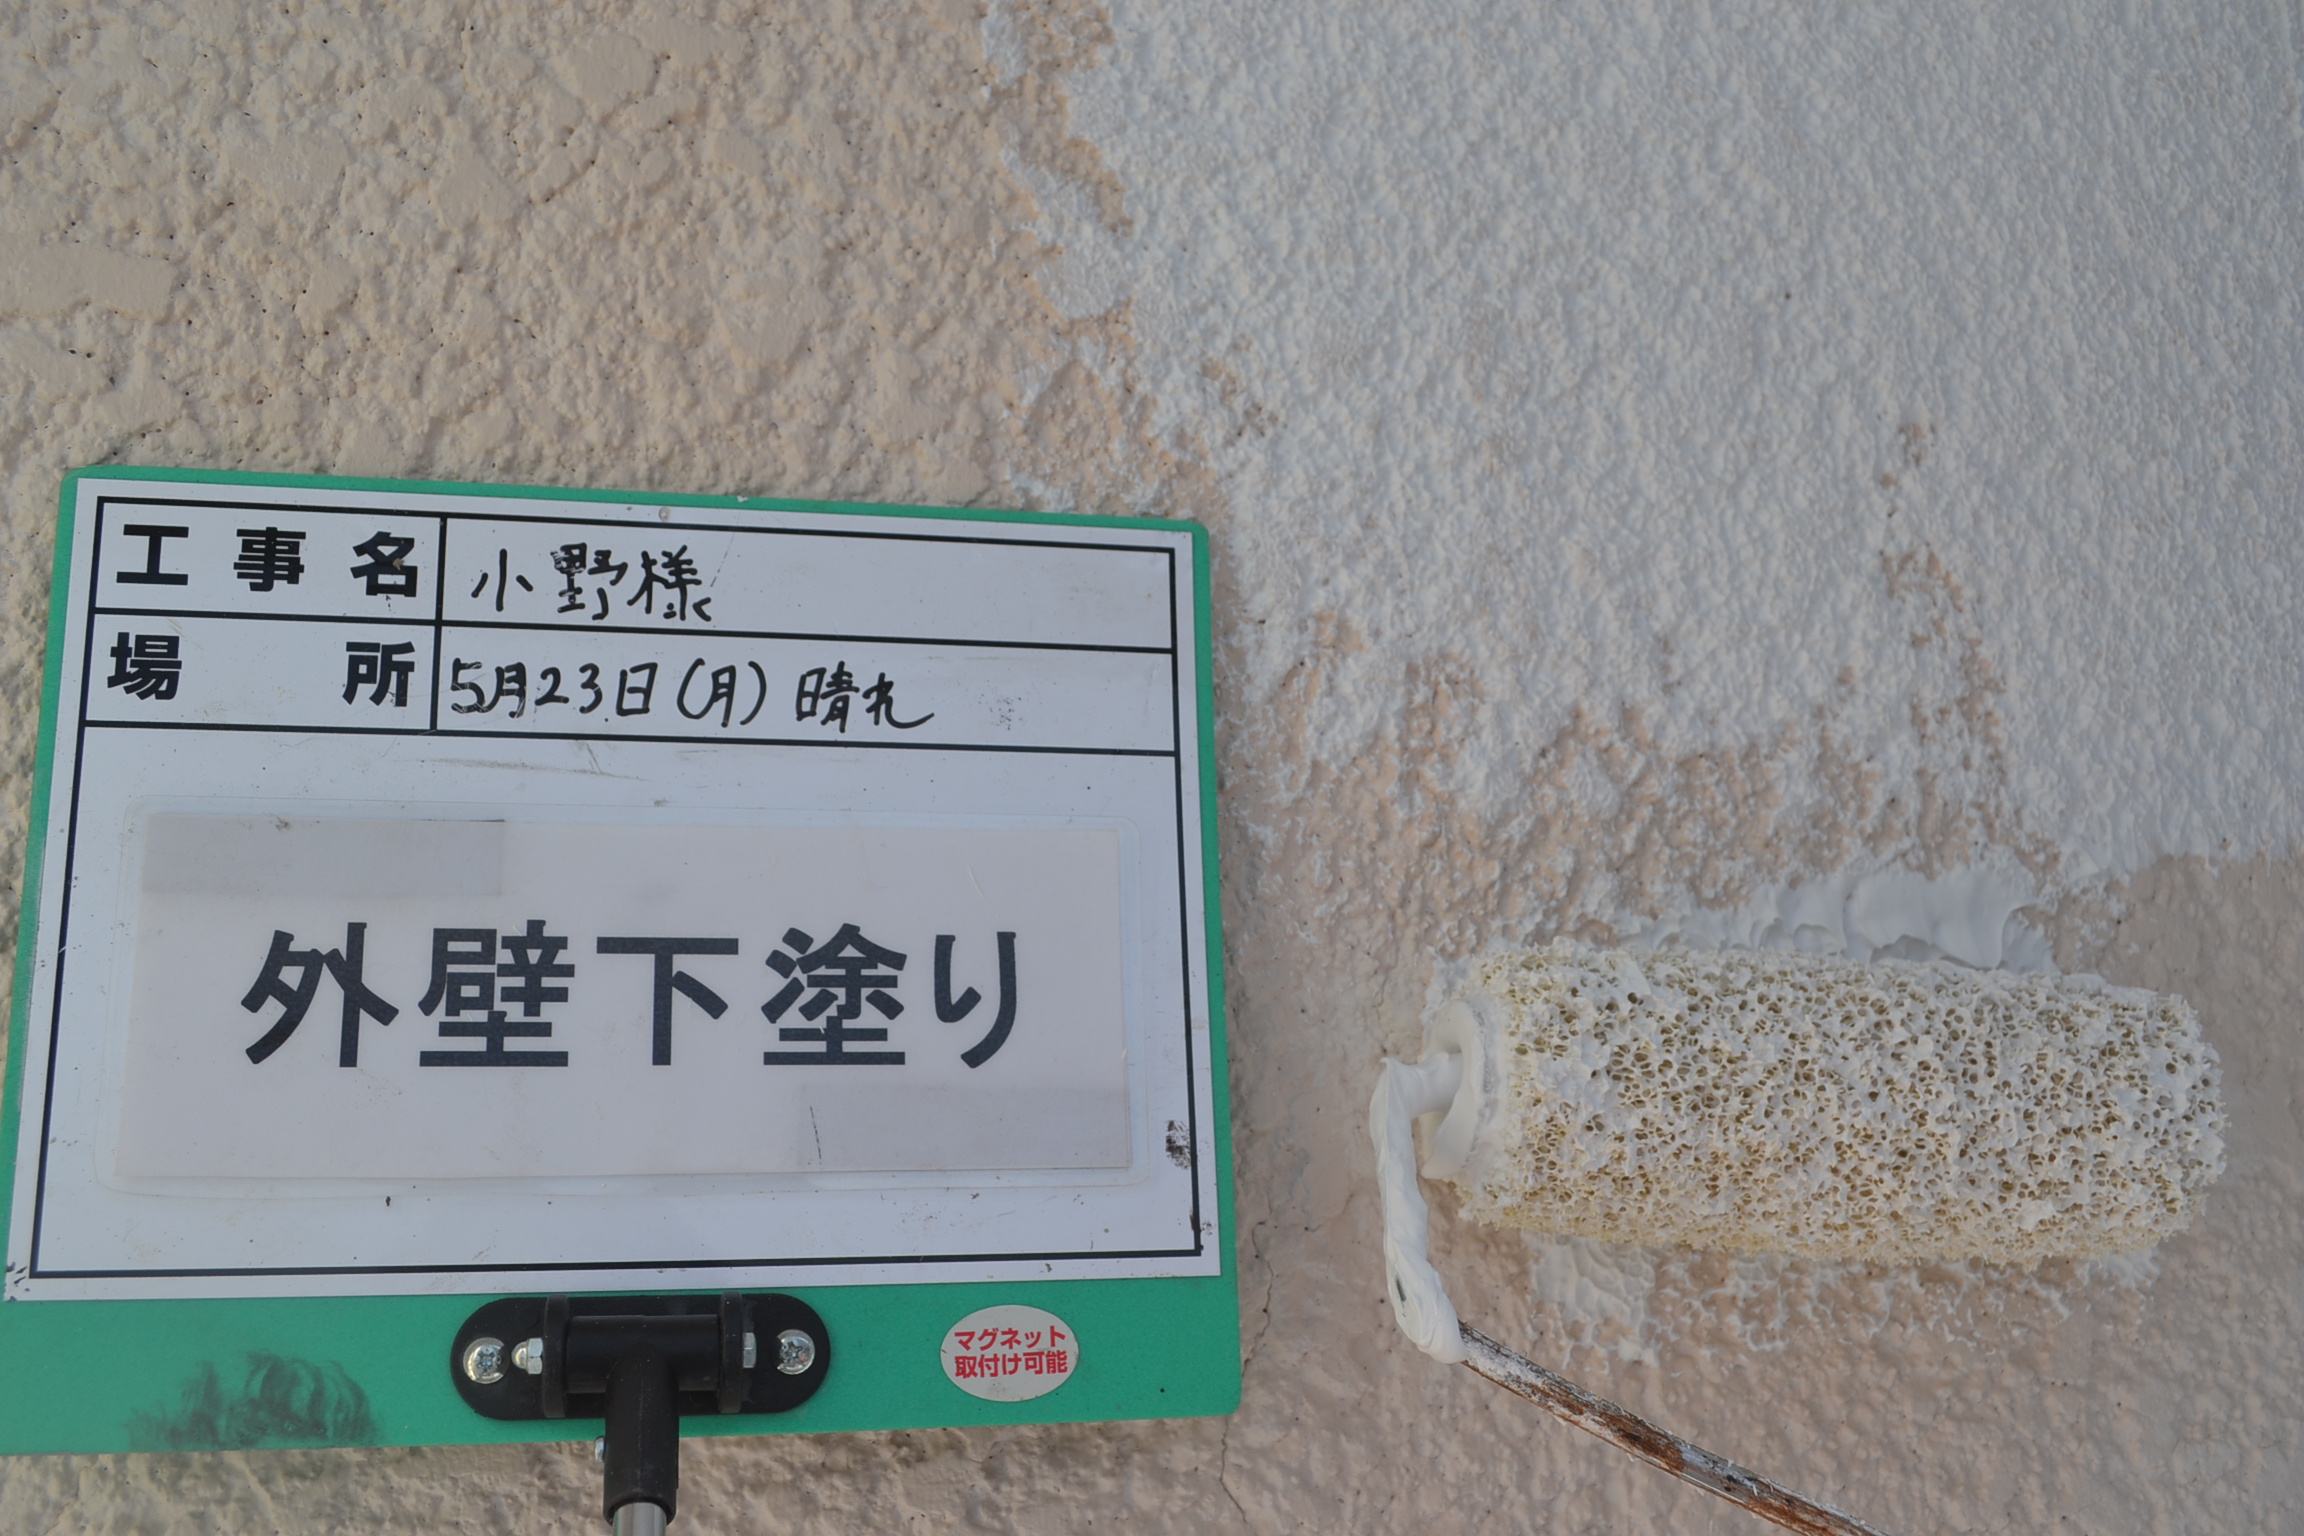 工事名 小野様
場所 5月23日(月) 晴れ
外壁下塗り
マグネット
取付け可能